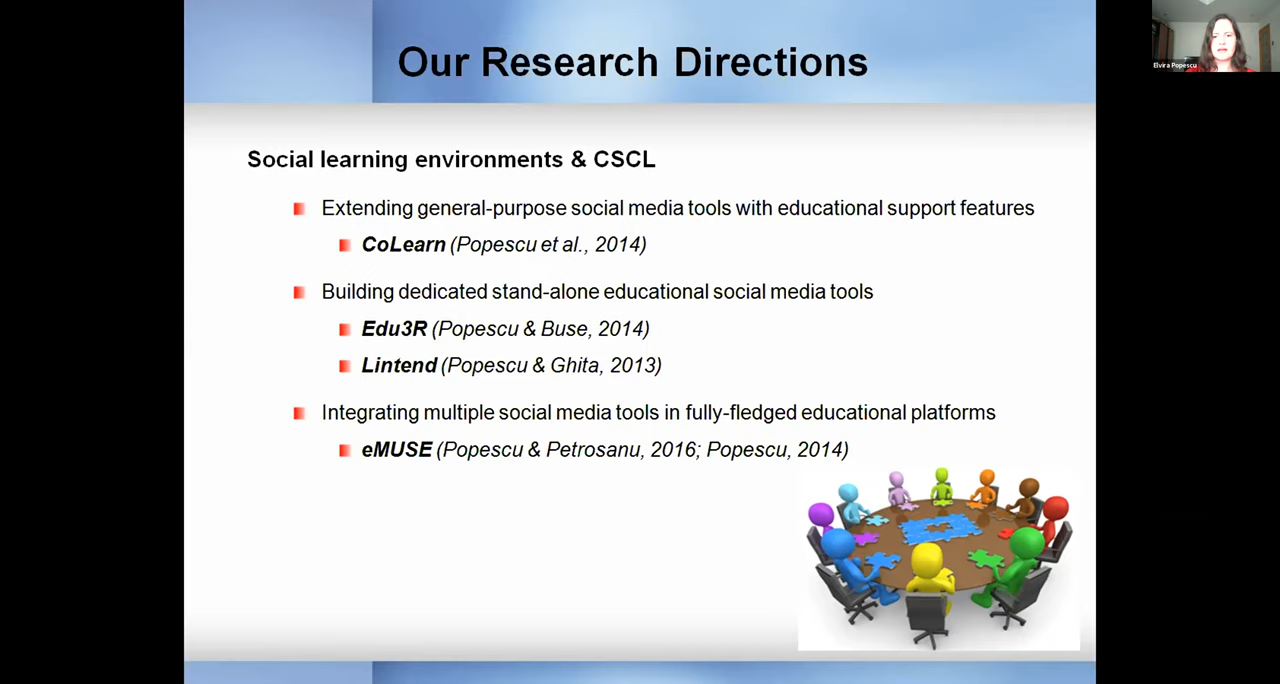 Our Research Directions
Elvira Popescu
Social learning environments & CSCL
Extending general-purpose social media tools with educational support features
CoLearn (Popescu et al., 2014)
Building dedicated stand-alone educational social media tools
Edu3R (Popescu & Buse, 2014)
Lintend (Popescu & Ghita, 2013)
Integrating multiple social media tools in fully-fledged educational platforms
eMUSE (Popescu & Petrosanu, 2016; Popescu, 2014)